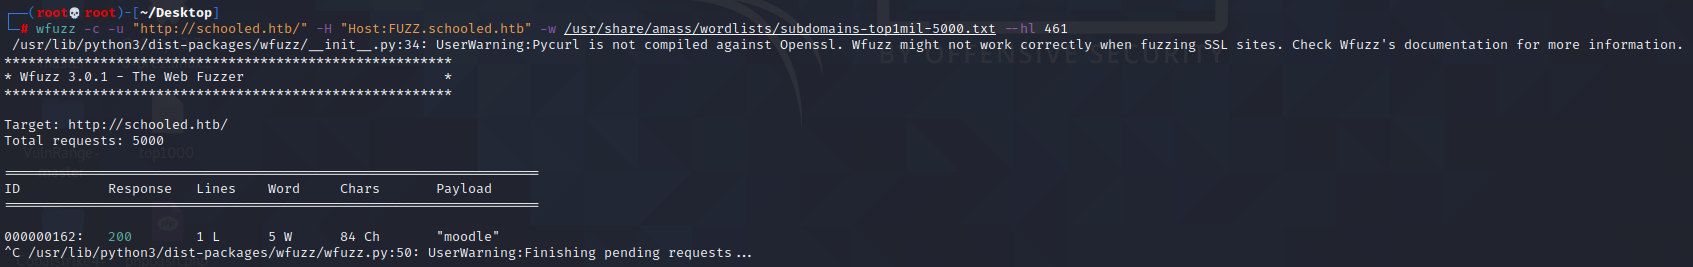 ┌──(root💀root)-[~/Desktop]
└─# wfuzz -c -u "http://schooled.htb/" -H "Host:FUZZ.schooled.htb" -w /usr/share/amass/wordlists/subdomains-top1mil-5000.txt --hl 461
/usr/lib/python3/dist-packages/wfuzz/__init__.py:34: UserWarning:Pycurl is not compiled against Openssl. Wfuzz might not work correctly when fuzzing SSL sites. Check Wfuzz's documentation for more information.
BY OFFENSIVE SECURITY
********************************************************
* Wfuzz 3.0.1 - The Web Fuzzer                         *
********************************************************
Target: http://schooled.htb/
Total requests: 5000
top1000
=====================================================================
ID           Response   Lines    Word     Chars       Payload
=====================================================================
000000162:   200        1 L      5 W      84 Ch       "moodle"
^C /usr/lib/python3/dist-packages/wfuzz/wfuzz.py:50: UserWarning:Finishing pending requests...